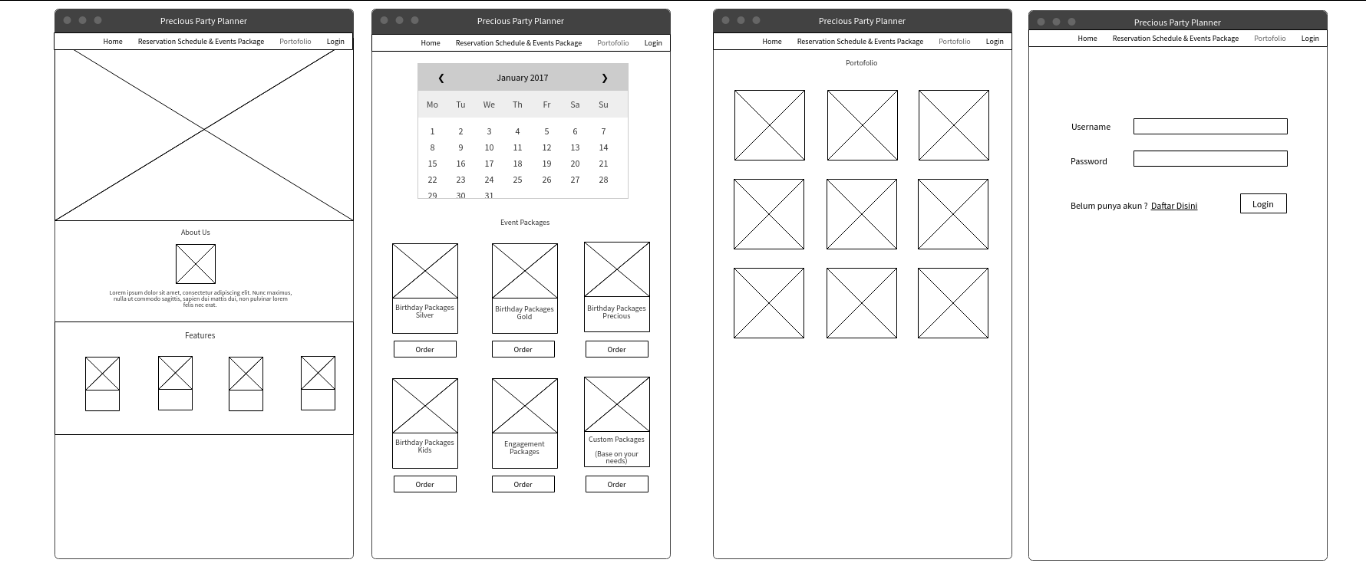 Precious Party Planner
Home Reservation Schedule & Events Package Portofolio Login
About Us
Lorem ipsum dolor sit amet, consectetur adipiscing elit. Nunc maximus,
nulla ut commodo sagittis, sapien dui mattis dui, non pulvinar lorem
felis nec erat.
Features
Precious Party Planner
Home Reservation Schedule & Events Package Portofolio Login
❮ January 2017 ❯
Mo Tu We Th Fr Sa Su
1 2 3 4 5 6 7
8 9 10 11 12 13 14
15 16 17 18 19 20 21
22 23 24 25 26 27 28
29 30 31
Event Packages
Birthday Packages
Silver
Birthday Packages
Gold
Birthday Packages
Precious
Order Order Order
Birthday Packages
Kids
Engagement
Packages
Custom Packages
(Base on your
needs)
Order Order Order
Precious Party Planner
Home Reservation Schedule & Events Package Portofolio Login
Portofolio
Precious Party Planner
Home Reservation Schedule & Events Package Portofolio Login
Username
Password
Belum punya akun ? Daftar Disini Login